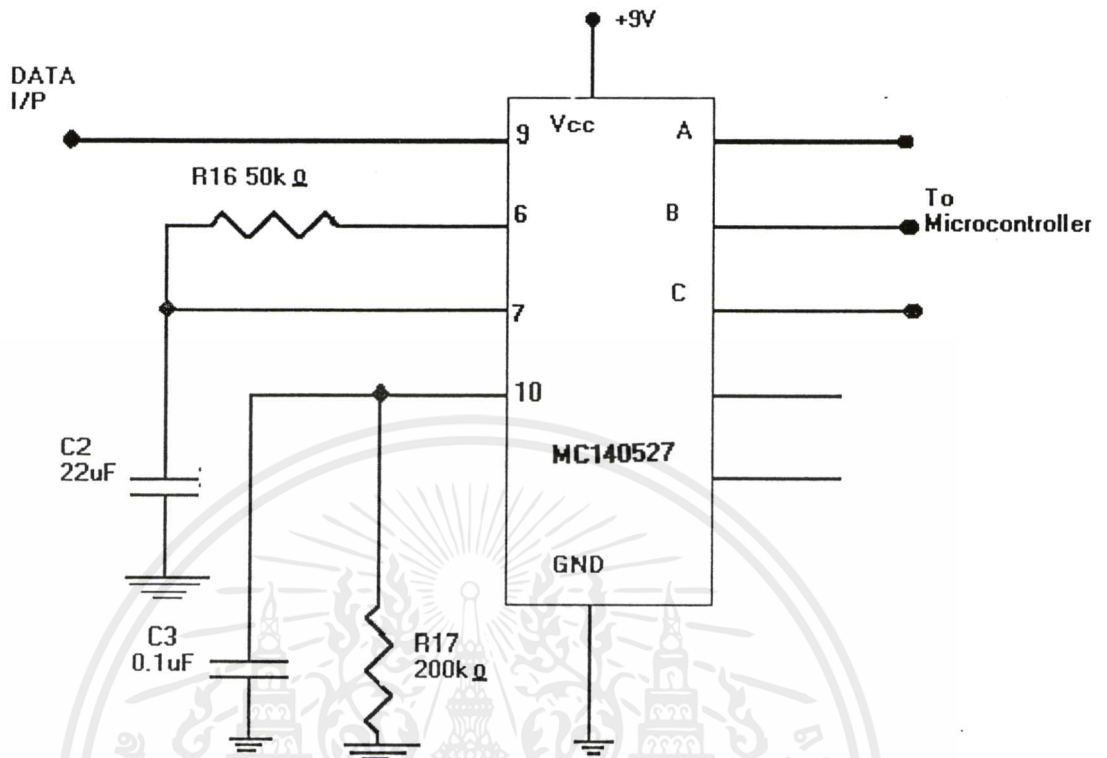 +9V
DATA
I/P
9
Vcc
A
R16 50k Ω
6
B
To
Microcontroller
7
C
10
MC140527
C2
22uF
GND
C3
0.1uF
R17
200k Ω